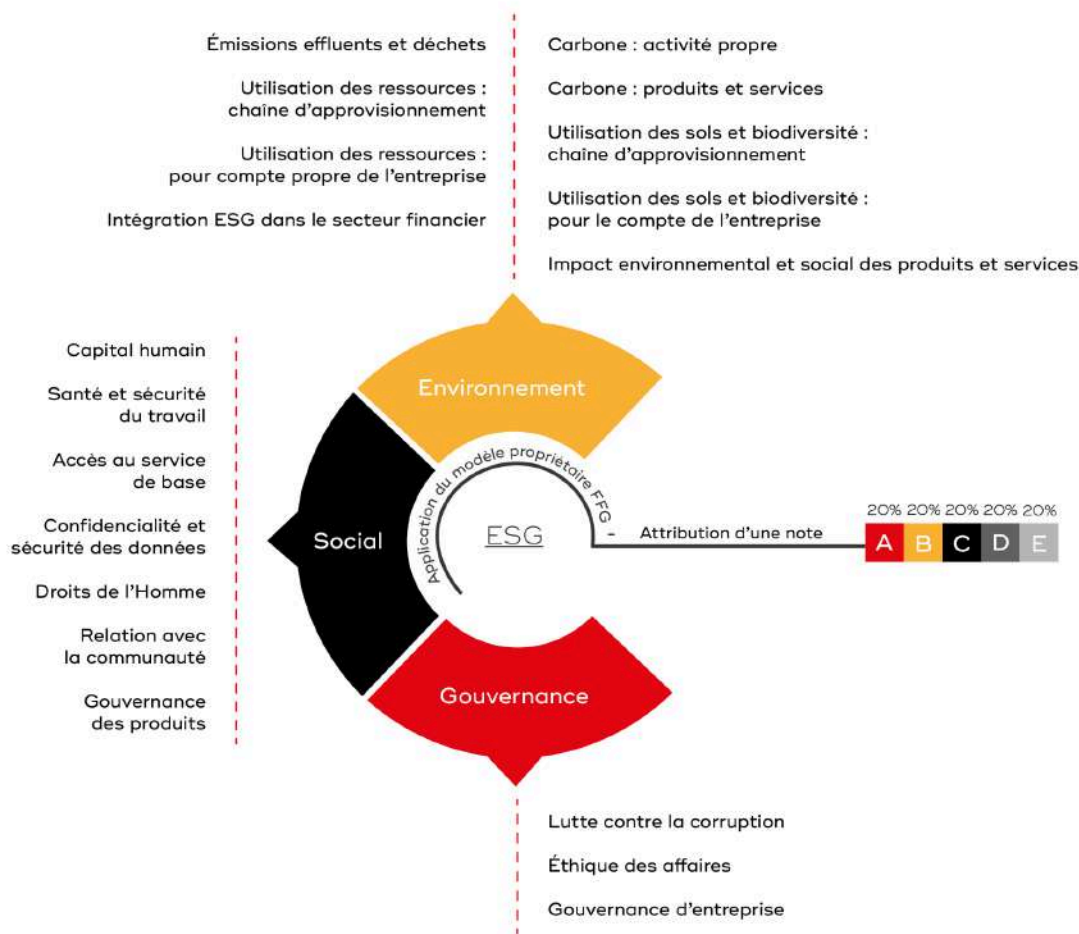 Émissions effluents et déchets
Utilisation des ressources :
chaîne d'approvisionnement
Utilisation des ressources :
pour compte propre de l'entreprise
Intégration ESG dans le secteur financier
Carbone : activité propre
Carbone : produits et services
Utilisation des sols et biodiversité :
chaîne d'approvisionnement
Utilisation des sols et biodiversité :
pour le compte de l'entreprise
Impact environnemental et social des produits et services
Environnement
Capital humain
Santé et sécurité
du travail
Accès au service
de base
Confidencialité et
sécurité des données
Droits de l'Homme
Relation avec
la communauté
Gouvernance
des produits
Social
Application du modèle propriétaire FFG -
ESG
Attribution d'une note
20% 20% 20% 20% 20%
A B C D E
Gouvernance
Lutte contre la corruption
Éthique des affaires
Gouvernance d'entreprise